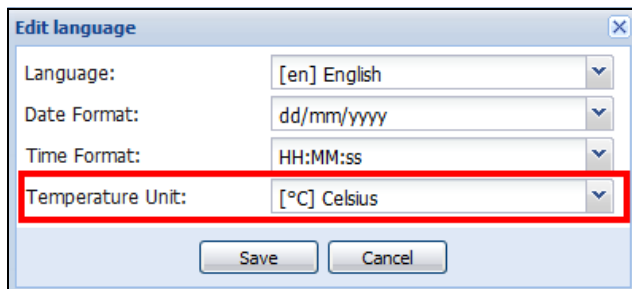 Edit language
Language: [en] English
Date Format: dd/mm/yyyy
Time Format: HH:MM:ss
Temperature Unit: [°C] Celsius
Save Cancel